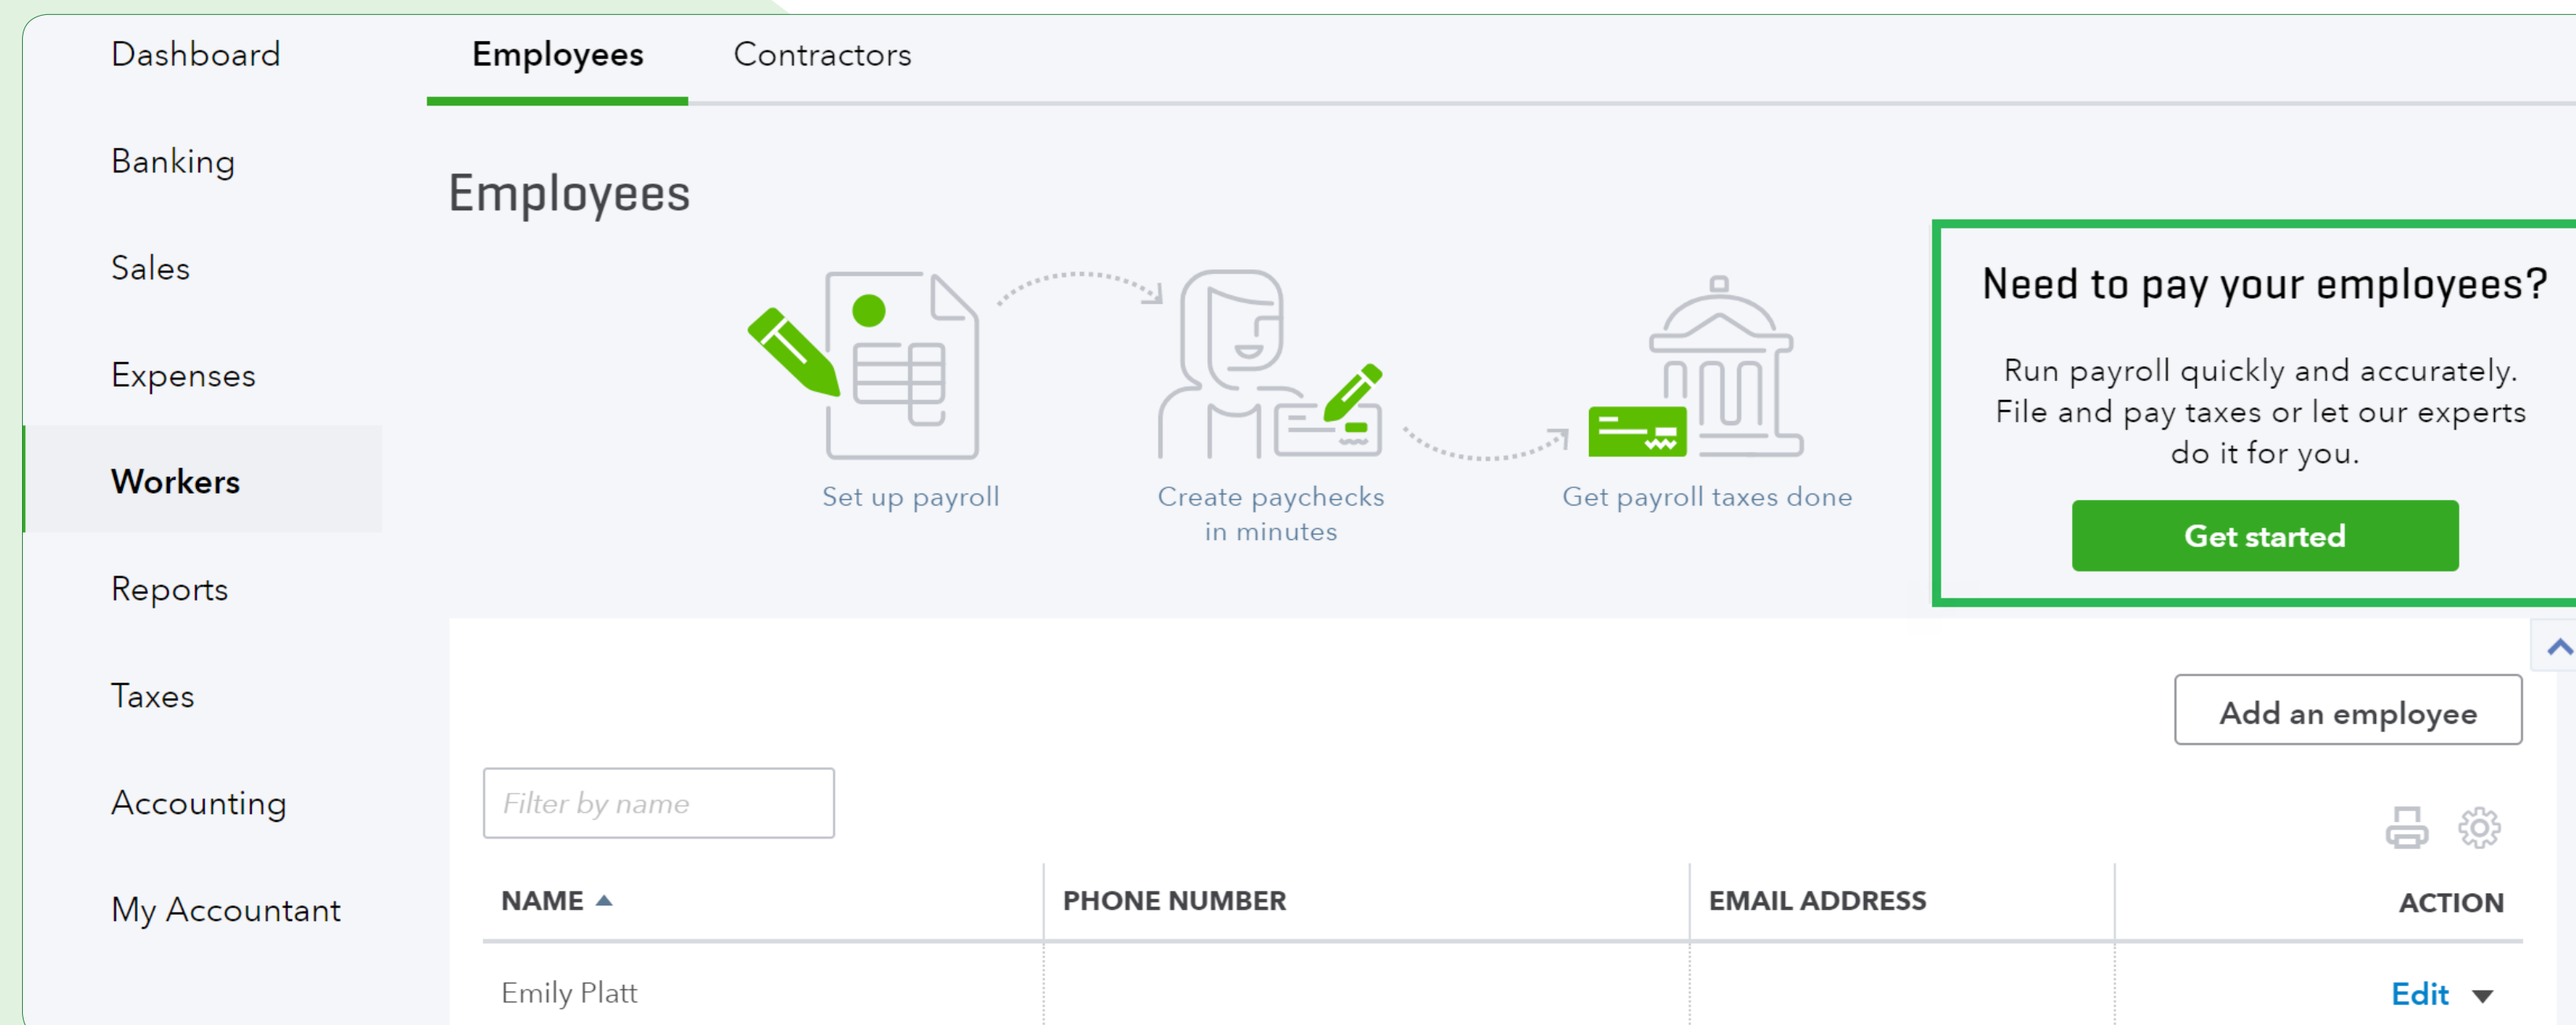 Dashboard
Banking
Sales
Expenses
Workers
Reports
Taxes
Accounting
My Accountant
Employees Contractors
Employees
Set up payroll
Create paychecks
in minutes
Get payroll taxes done
Need to pay your employees?
Run payroll quickly and accurately.
File and pay taxes or let our experts
do it for you.
Get started
Add an employee
Filter by name
NAME PHONE NUMBER EMAIL ADDRESS ACTION
Emily Platt Edit